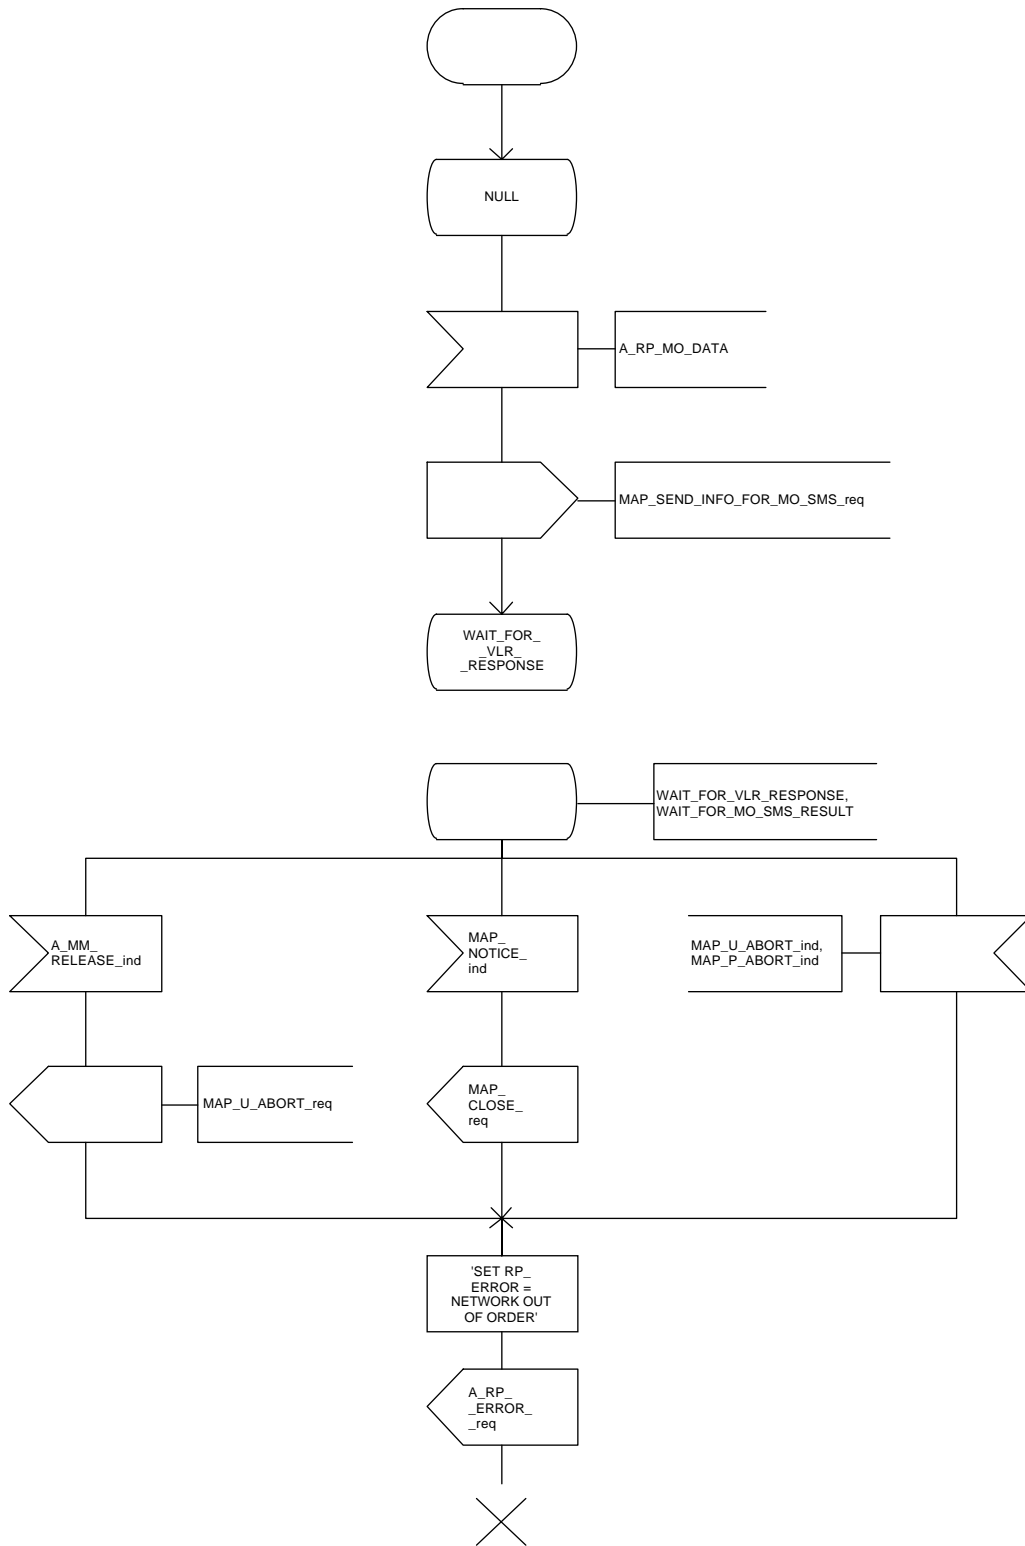 NULL
A_RP_MO_DATA
MAP_SEND_INFO_FOR_MO_SMS_req
WAIT_FOR_
_VLR_
_RESPONSE
WAIT_FOR_VLR_RESPONSE,
WAIT_FOR_MO_SMS_RESULT
A_MM_
RELEASE_ind
MAP_
NOTICE_
ind
MAP_U_ABORT_ind,
MAP_P_ABORT_ind
MAP_U_ABORT_req
MAP_
CLOSE_
req
'SET RP_
ERROR =
NETWORK OUT
OF ORDER'
A_RP_
_ERROR_
_req